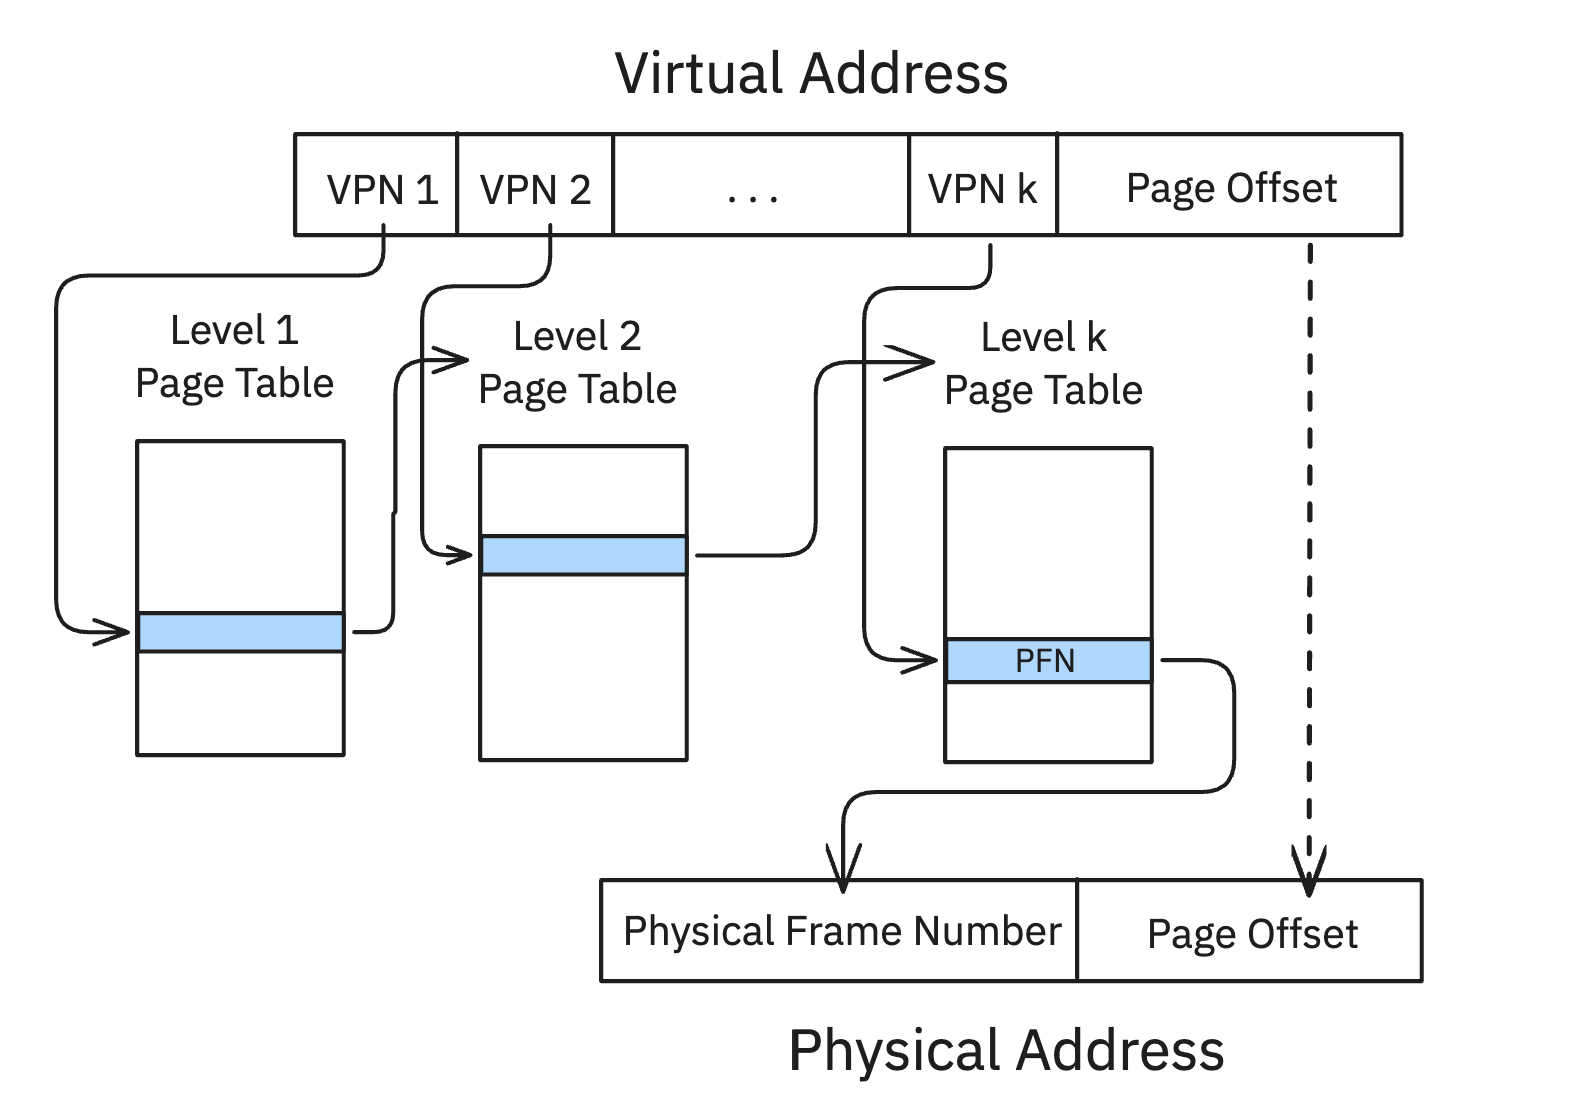 Virtual Address
VPN 1
VPN 2
...
VPN k
Page Offset
Level 1
Page Table
Level 2
Page Table
Level k
Page Table
PFN
Physical Frame Number
Page Offset
Physical Address